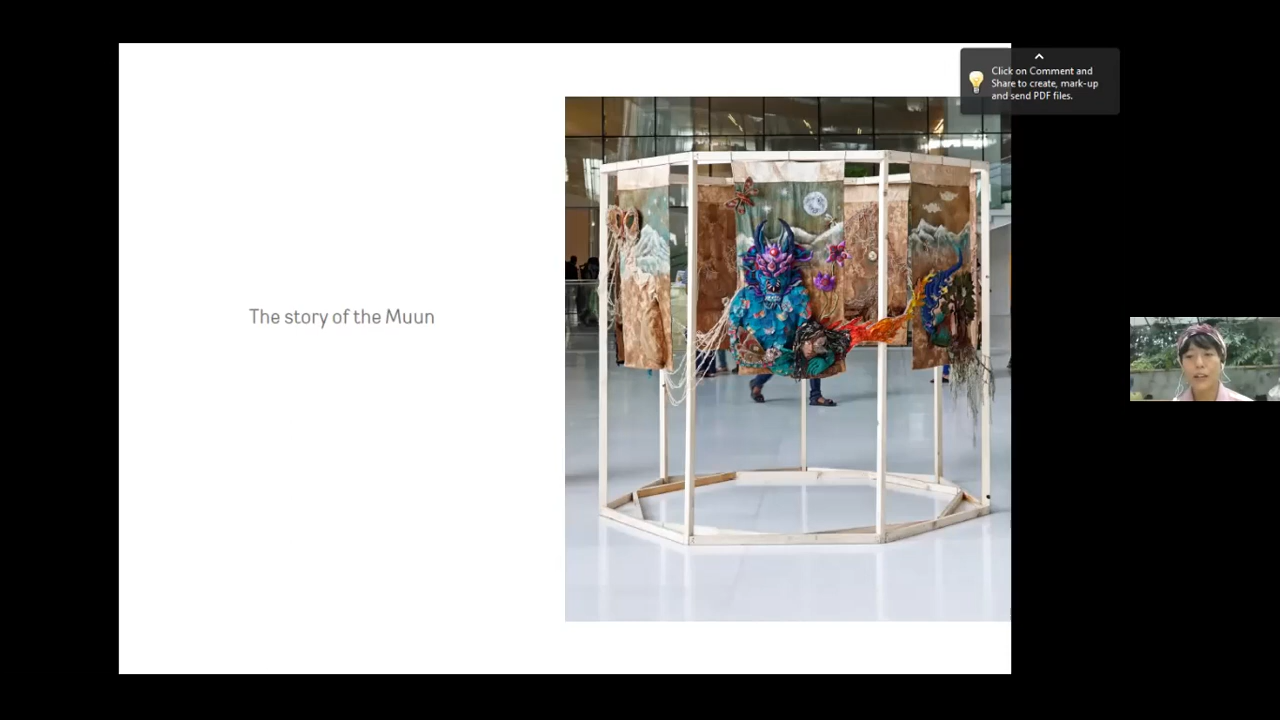 Click on Comment and
Share to create, mark-up
and send PDF files.
The story of the Muun